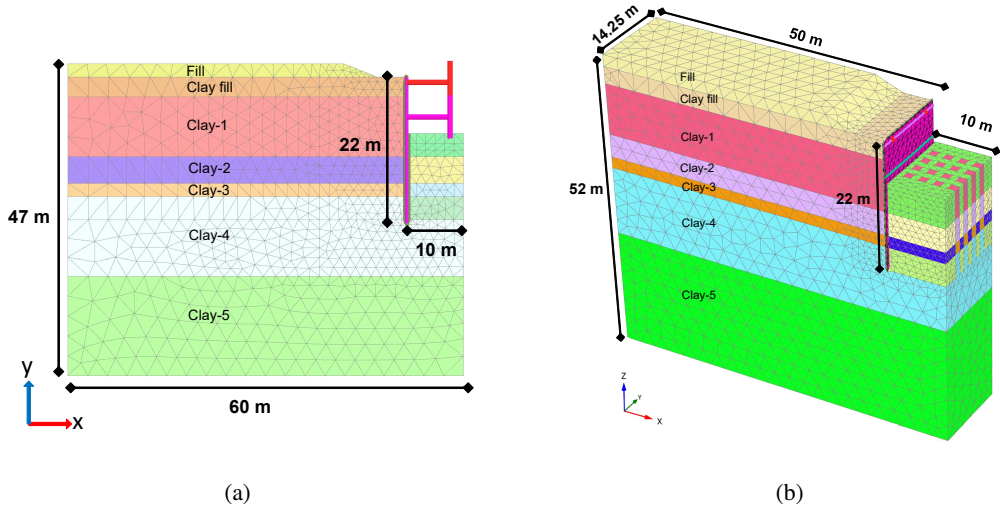 Fill
Clay fill
Clay-1
22 m
Clay-2
Clay-3
47 m
Clay-4
10 m
Clay-5
y
x
60 m
(a)
14.25 m
50 m
Fill
Clay fill
10 m
Clay-1
Clay-2
52 m
Clay-3
22 m
Clay-4
Clay-5
Z
Y
X
(b)